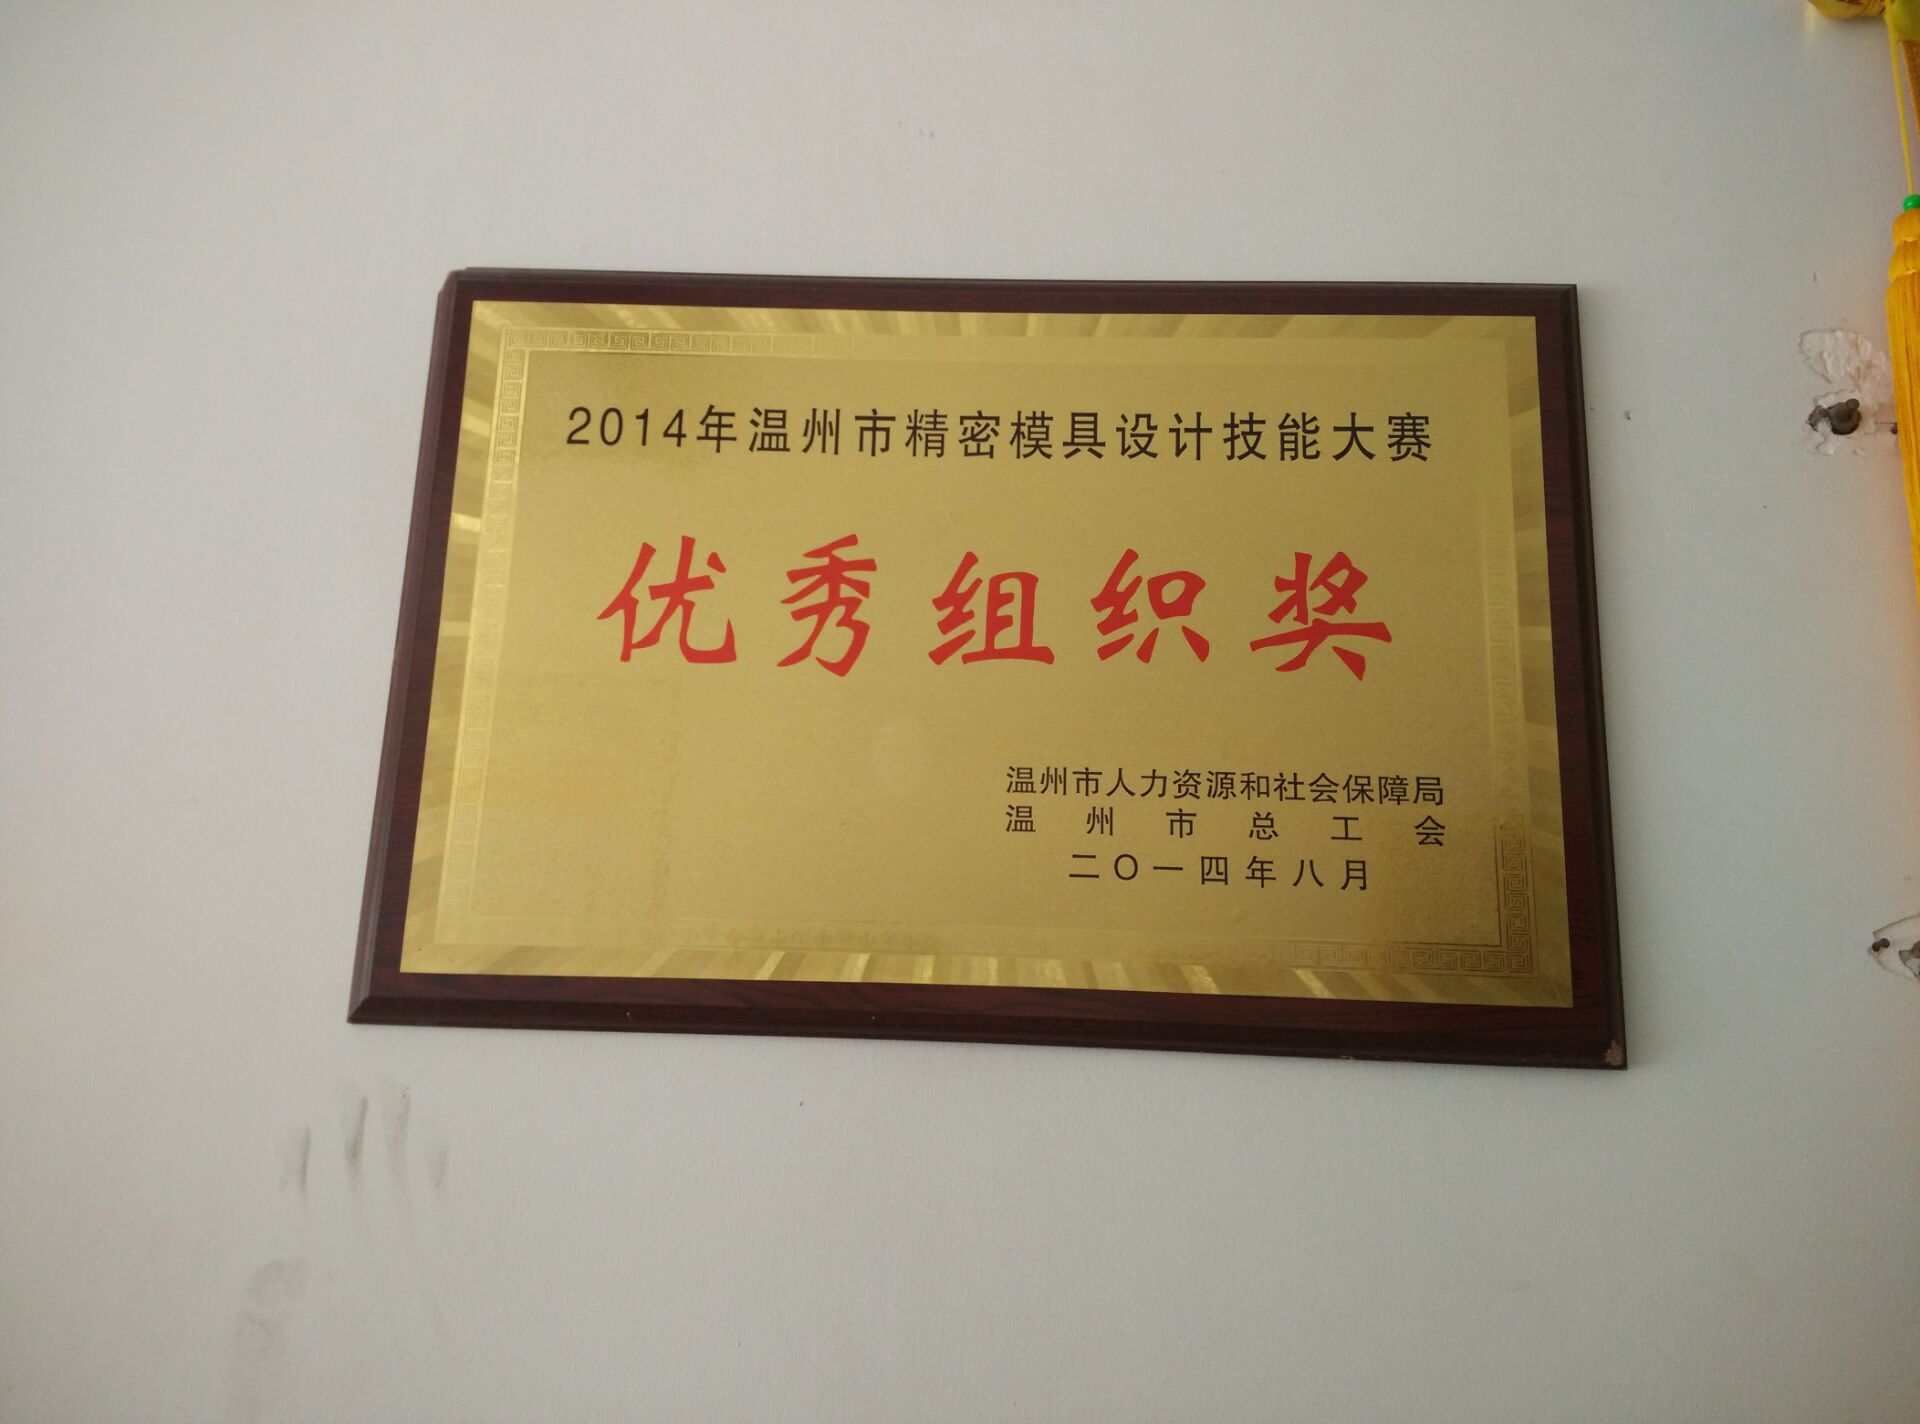 2014年温州市精密模具设计技能大赛
优秀组织奖
温州市人力资源和社会保障局
温州市总工会
二〇一四年八月